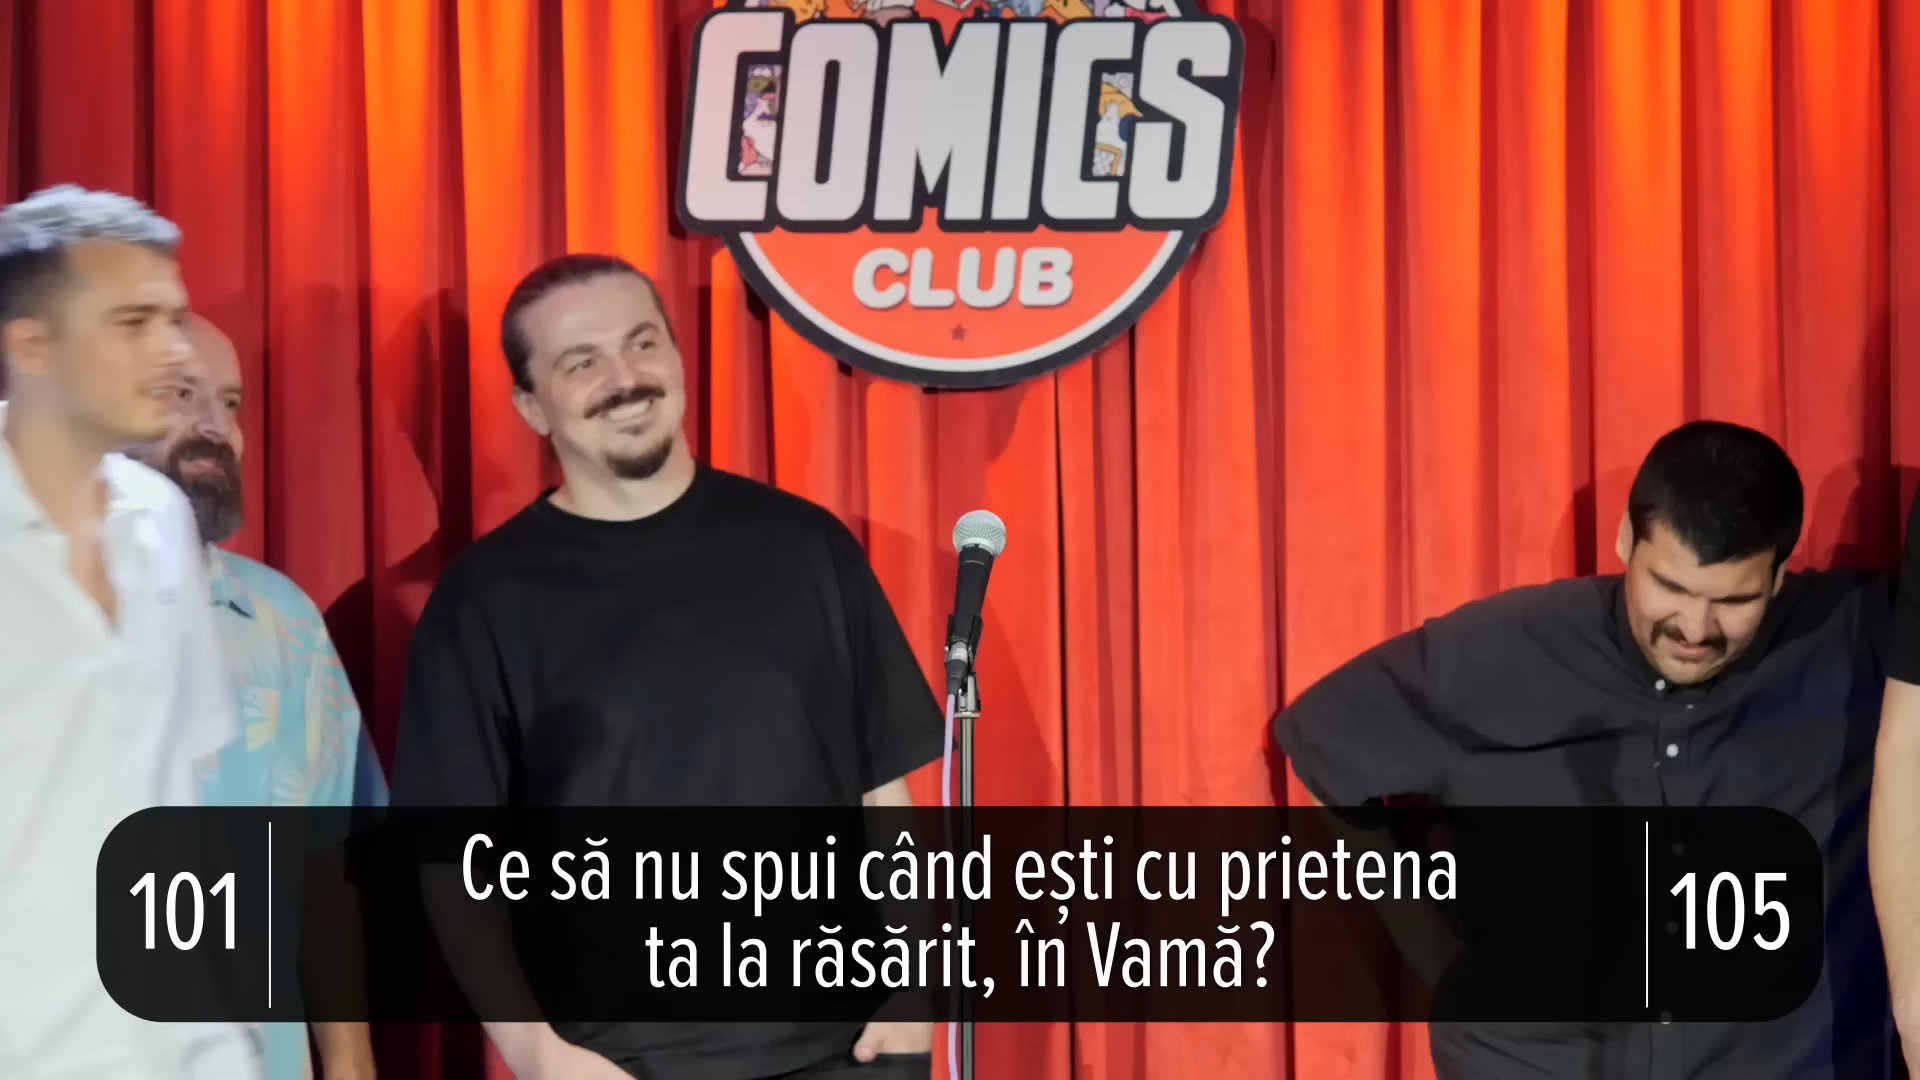 COMICS
CLUB
101
Ce să nu spui când ești cu prietena
ta la răsărit, în Vamă?
105